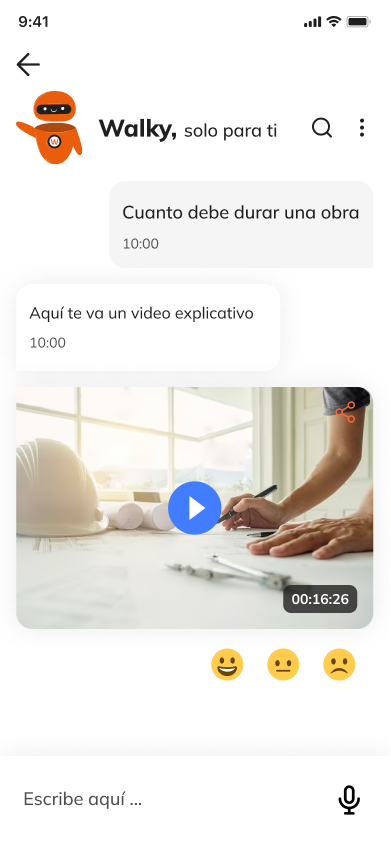 9:41
Walky, solo para ti
Cuanto debe durar una obra
10:00
Aquí te va un video explicativo
10:00
00:16:26
Escribe aquí ...